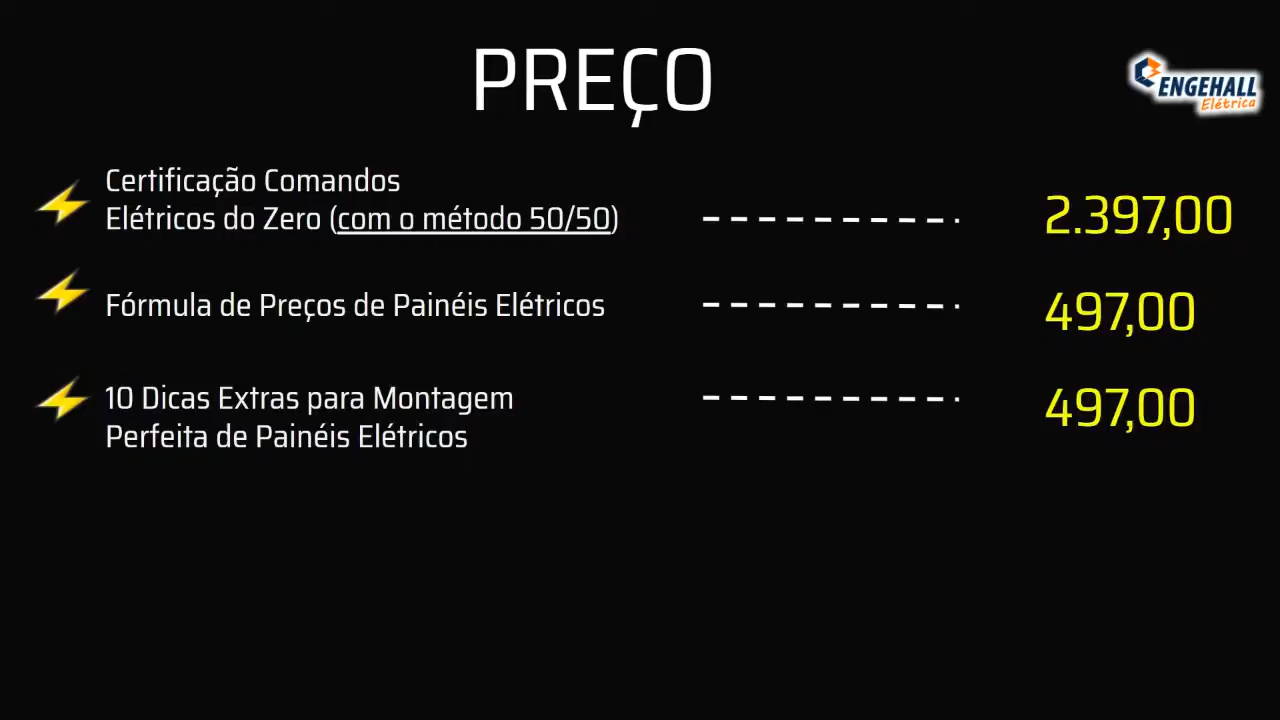 PREÇO
ENGEHALL
Elétrica
Certificação Comandos
Elétricos do Zero (com o método 50/50)
2.397,00
Fórmula de Preços de Painéis Elétricos
497,00
10 Dicas Extras para Montagem
Perfeita de Painéis Elétricos
497,00